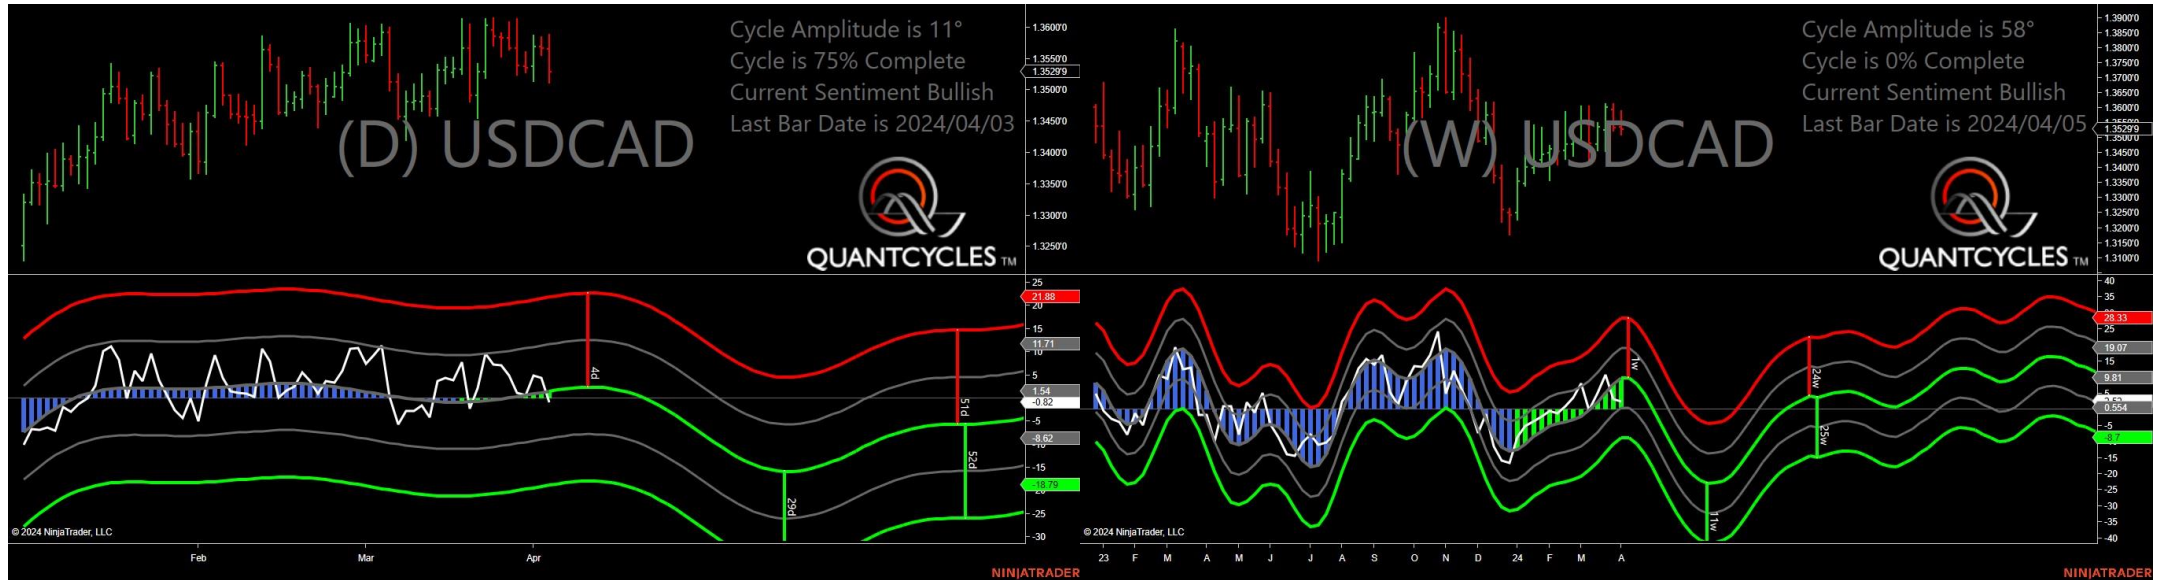 Cycle Amplitude is 11°
Cycle is 75% Complete
Current Sentiment Bullish
Last Bar Date is 2024/04/03
(D) USDCAD
QUANTCYCLES TM
1.3600'0
1.3550'0
1.3529'9
1.3500'0
1.3450'0
1.3400'0
1.3350'0
1.3300'0
1.3250'0
25
21.88
20
15
11.71
10
5
1.54
-0.82
-5
-8.62
-15
-18.79
-25
-30
4d
29d
51d
52d
© 2024 NinjaTrader, LLC
Feb Mar Apr
NINJATRADER
Cycle Amplitude is 58°
Cycle is 0% Complete
Current Sentiment Bullish
Last Bar Date is 2024/04/05
(W) USDCAD
QUANTCYCLES TM
1.3900'0
1.3850'0
1.3800'0
1.3750'0
1.3700'0
1.3650'0
1.3600'0
1.3529'9
1.3500'0
1.3450'0
1.3400'0
1.3350'0
1.3300'0
1.3250'0
1.3200'0
1.3150'0
1.3100'0
40
35
28.33
25
19.07
15
9.81
0.554
-5
-8.7
-15
-20
-25
-30
-35
-40
1w
11w
24w
25w
© 2024 NinjaTrader, LLC
23 F M A M J J A S O N D 24 F M A
NINJATRADER